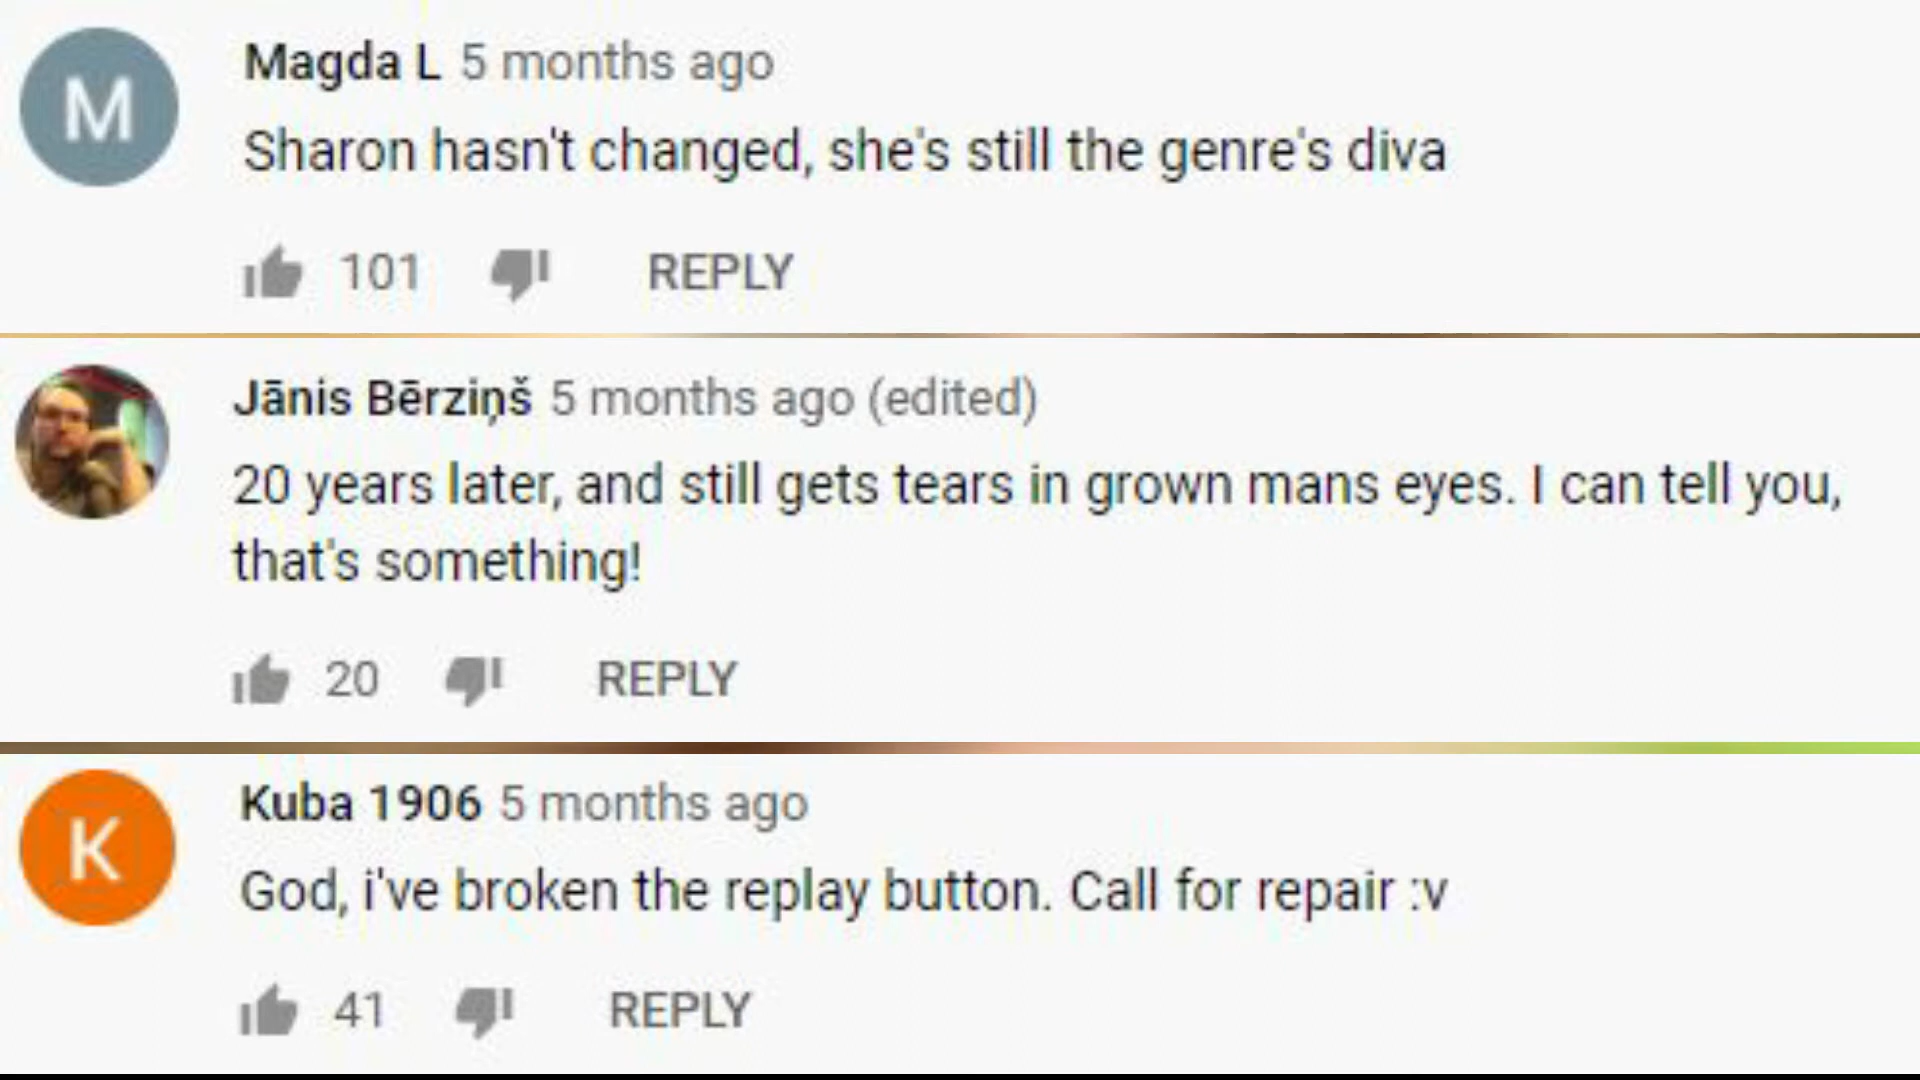 M
Magda L 5 months ago
Sharon hasn't changed, she's still the genre's diva
101 REPLY
Jānis Bērziņš 5 months ago (edited)
20 years later, and still gets tears in grown mans eyes. I can tell you,
that's something!
20 REPLY
K
Kuba 1906 5 months ago
God, i've broken the replay button. Call for repair :v
41 REPLY